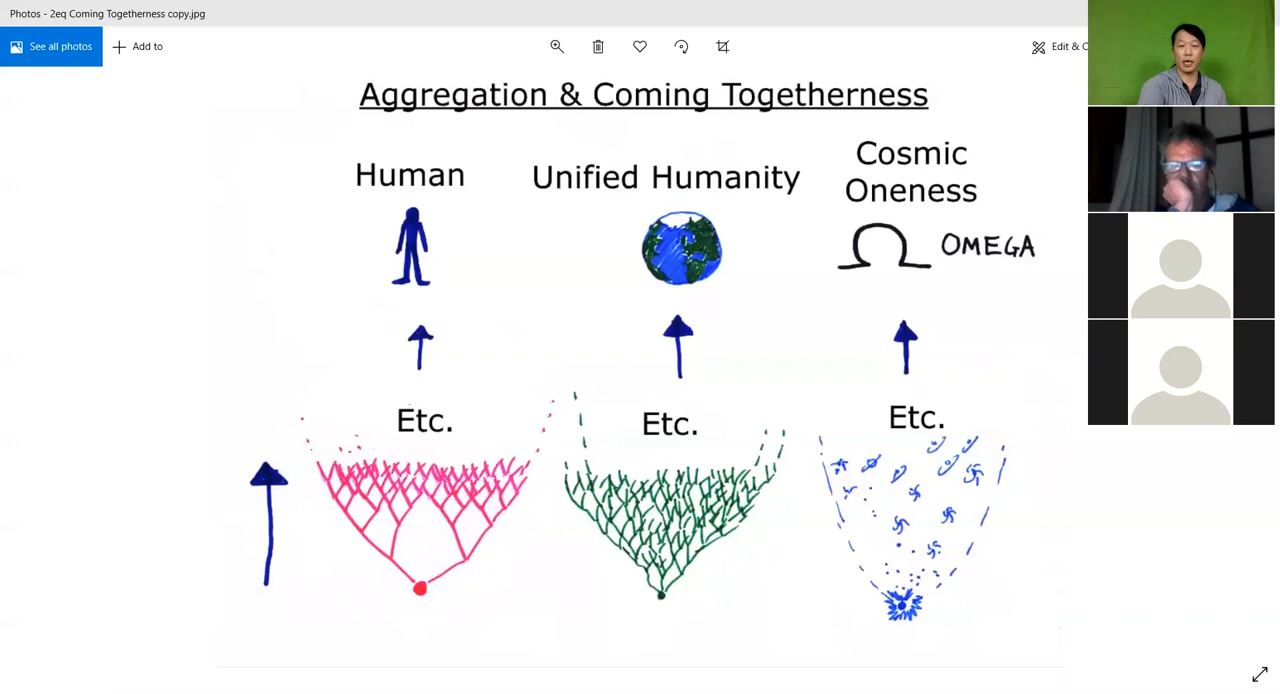 Photos - 2eq Coming Togetherness copy.jpg
See all photos
Add to
Edit & C
Aggregation & Coming Togetherness
Human
Unified Humanity
Cosmic
Oneness
Ω OMEGA
Etc.
Etc.
Etc.